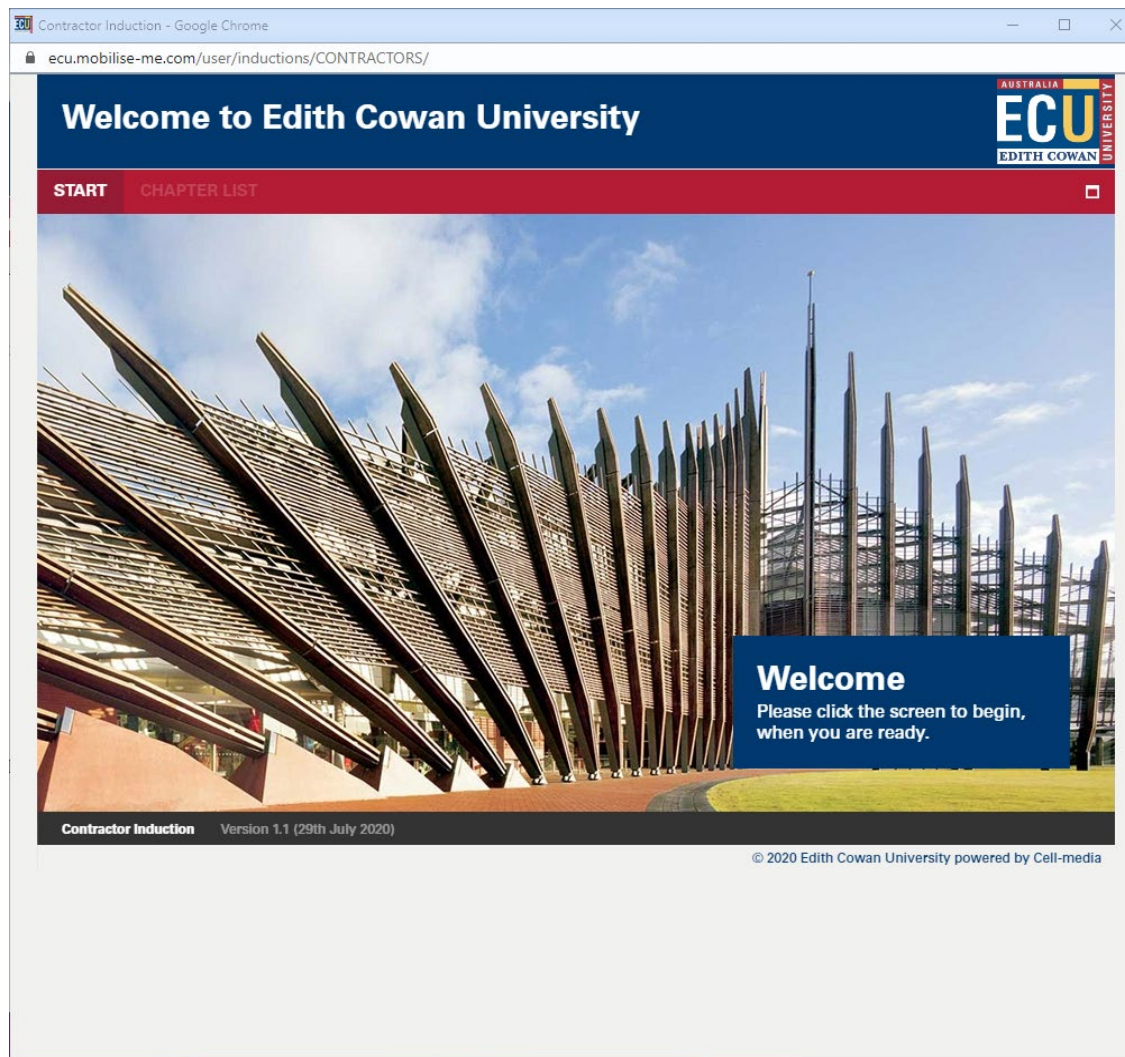 Contractor Induction - Google Chrome
ecu.mobilise-me.com/user/inductions/CONTRACTORS/
Welcome to Edith Cowan University
AUSTRALIA
ECU
EDITH COWAN
UNIVERSITY
START CHAPTER LIST
Welcome
Please click the screen to begin,
when you are ready.
Contractor Induction Version 1.1 (29th July 2020)
© 2020 Edith Cowan University powered by Cell-media